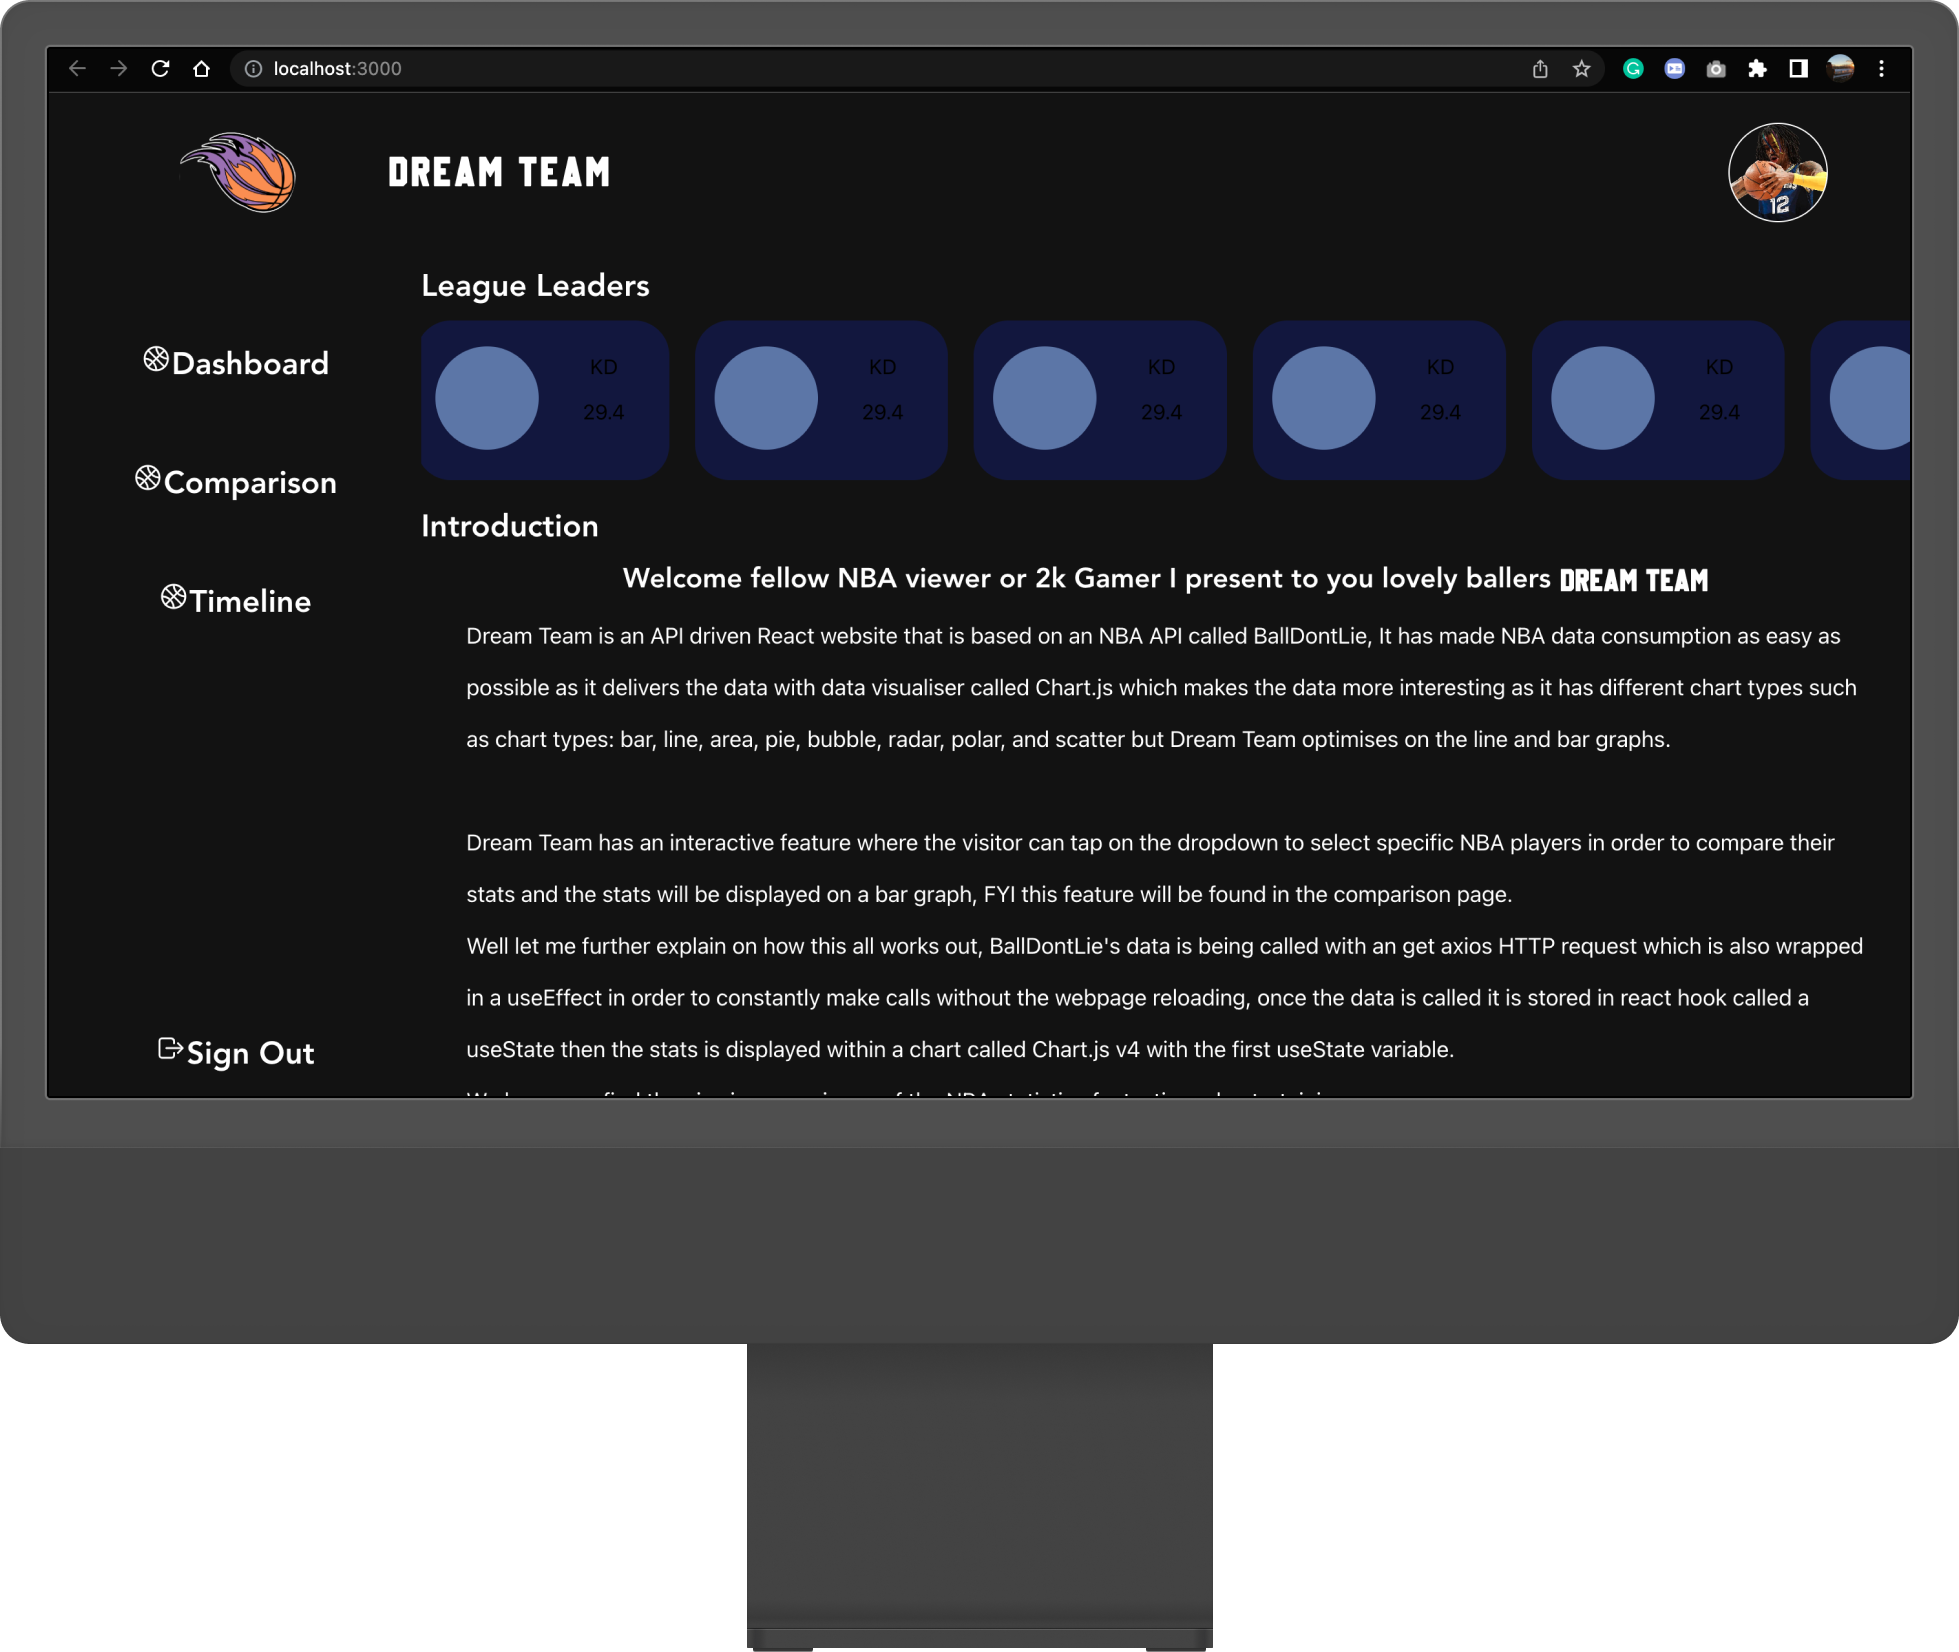 localhost:3000
DREAM TEAM
12
League Leaders
KD KD KD KD KD
29.4 29.4 29.4 29.4 29.4
Dashboard
Comparison
Timeline
Sign Out
Introduction
Welcome fellow NBA viewer or 2k Gamer I present to you lovely ballers DREAM TEAM
Dream Team is an API driven React website that is based on an NBA API called BallDontLie, It has made NBA data consumption as easy as
possible as it delivers the data with data visualiser called Chart.js which makes the data more interesting as it has different chart types such
as chart types: bar, line, area, pie, bubble, radar, polar, and scatter but Dream Team optimises on the line and bar graphs.
Dream Team has an interactive feature where the visitor can tap on the dropdown to select specific NBA players in order to compare their
stats and the stats will be displayed on a bar graph, FYI this feature will be found in the comparison page.
Well let me further explain on how this all works out, BallDontLie's data is being called with an get axios HTTP request which is also wrapped
in a useEffect in order to constantly make calls without the webpage reloading, once the data is called it is stored in react hook called a
useState then the stats is displayed within a chart called Chart.js v4 with the first useState variable.